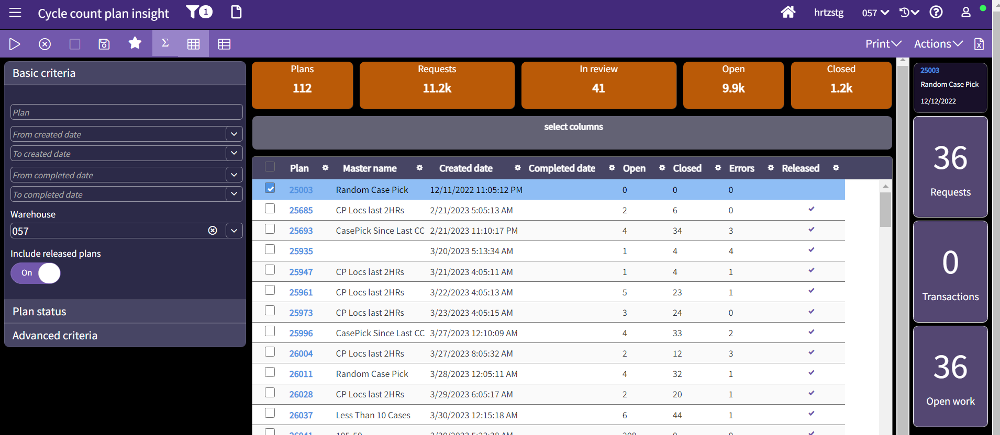 Cycle count plan insight
1
hrtzstg
057
Σ
Print
Actions
Basic criteria
Plan
From created date
To created date
From completed date
To completed date
Warehouse
057
Include released plans
On
Plan status
Advanced criteria
Plans
112
Requests
11.2k
In review
41
Open
9.9k
Closed
1.2k
select columns
Plan Master name Created date Completed date Open Closed Errors Released
25003 Random Case Pick 12/11/2022 11:05:12 PM 0 0 0
25685 CP Locs last 2HRs 2/21/2023 5:05:13 AM 2 6 0
25693 CasePick Since Last CC 2/21/2023 11:10:17 PM 4 34 3
25935 3/20/2023 5:13:34 AM 1 4 4
25947 CP Locs last 2HRs 3/21/2023 4:05:11 AM 1 4 1
25961 CP Locs last 2HRs 3/22/2023 4:05:13 AM 5 23 1
25973 CP Locs last 2HRs 3/23/2023 4:05:15 AM 3 24 0
25996 CasePick Since Last CC 3/27/2023 12:10:09 AM 4 33 2
26004 CP Locs last 2HRs 3/27/2023 8:05:32 AM 2 12 3
26011 Random Case Pick 3/28/2023 12:05:11 AM 4 32 1
26028 CP Locs last 2HRs 3/29/2023 6:05:17 AM 2 20 1
26037 Less Than 10 Cases 3/30/2023 12:15:18 AM 6 44 1
25003
Random Case Pick
12/12/2022
36
Requests
0
Transactions
36
Open work